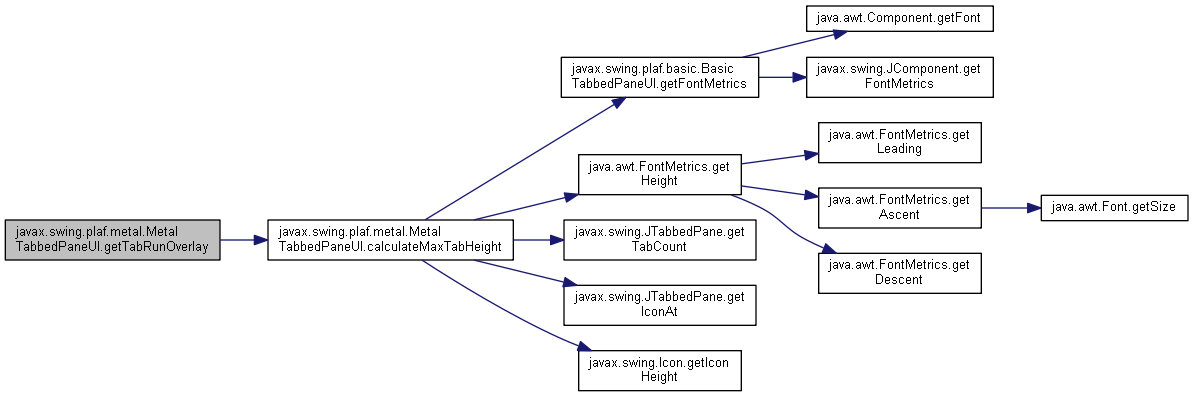 javax.swing.plaf.metal.Metal
TabbedPaneUI.getTabRunOverlay
javax.swing.plaf.metal.Metal
TabbedPaneUI.calculateMaxTabHeight
javax.swing.plaf.basic.Basic
TabbedPaneUI.getFontMetrics
java.awt.Component.getFont
javax.swing.JComponent.get
FontMetrics
java.awt.FontMetrics.get
Height
java.awt.FontMetrics.get
Leading
java.awt.FontMetrics.get
Ascent
java.awt.Font.getSize
java.awt.FontMetrics.get
Descent
javax.swing.JTabbedPane.get
TabCount
javax.swing.JTabbedPane.get
IconAt
javax.swing.Icon.getIcon
Height